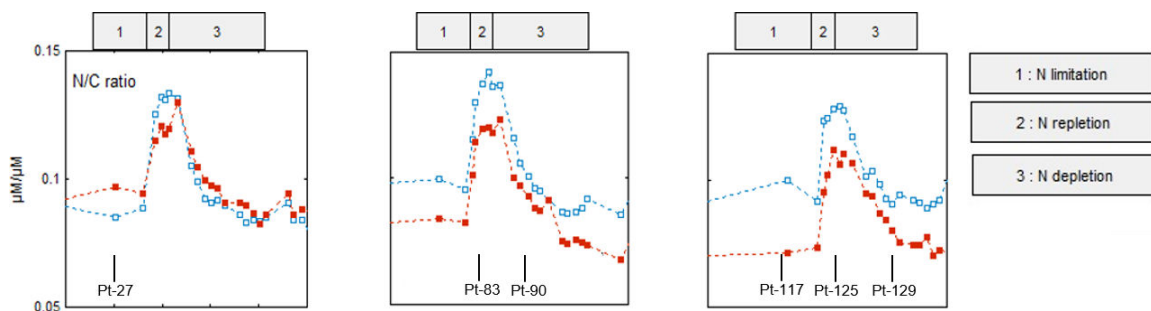 1 2 3
1 2 3
1 2 3
0.15
N/C ratio
0.1
µM/µM
0.05
Pt-27
Pt-83 Pt-90
Pt-117 Pt-125 Pt-129
1 : N limitation
2 : N repletion
3 : N depletion